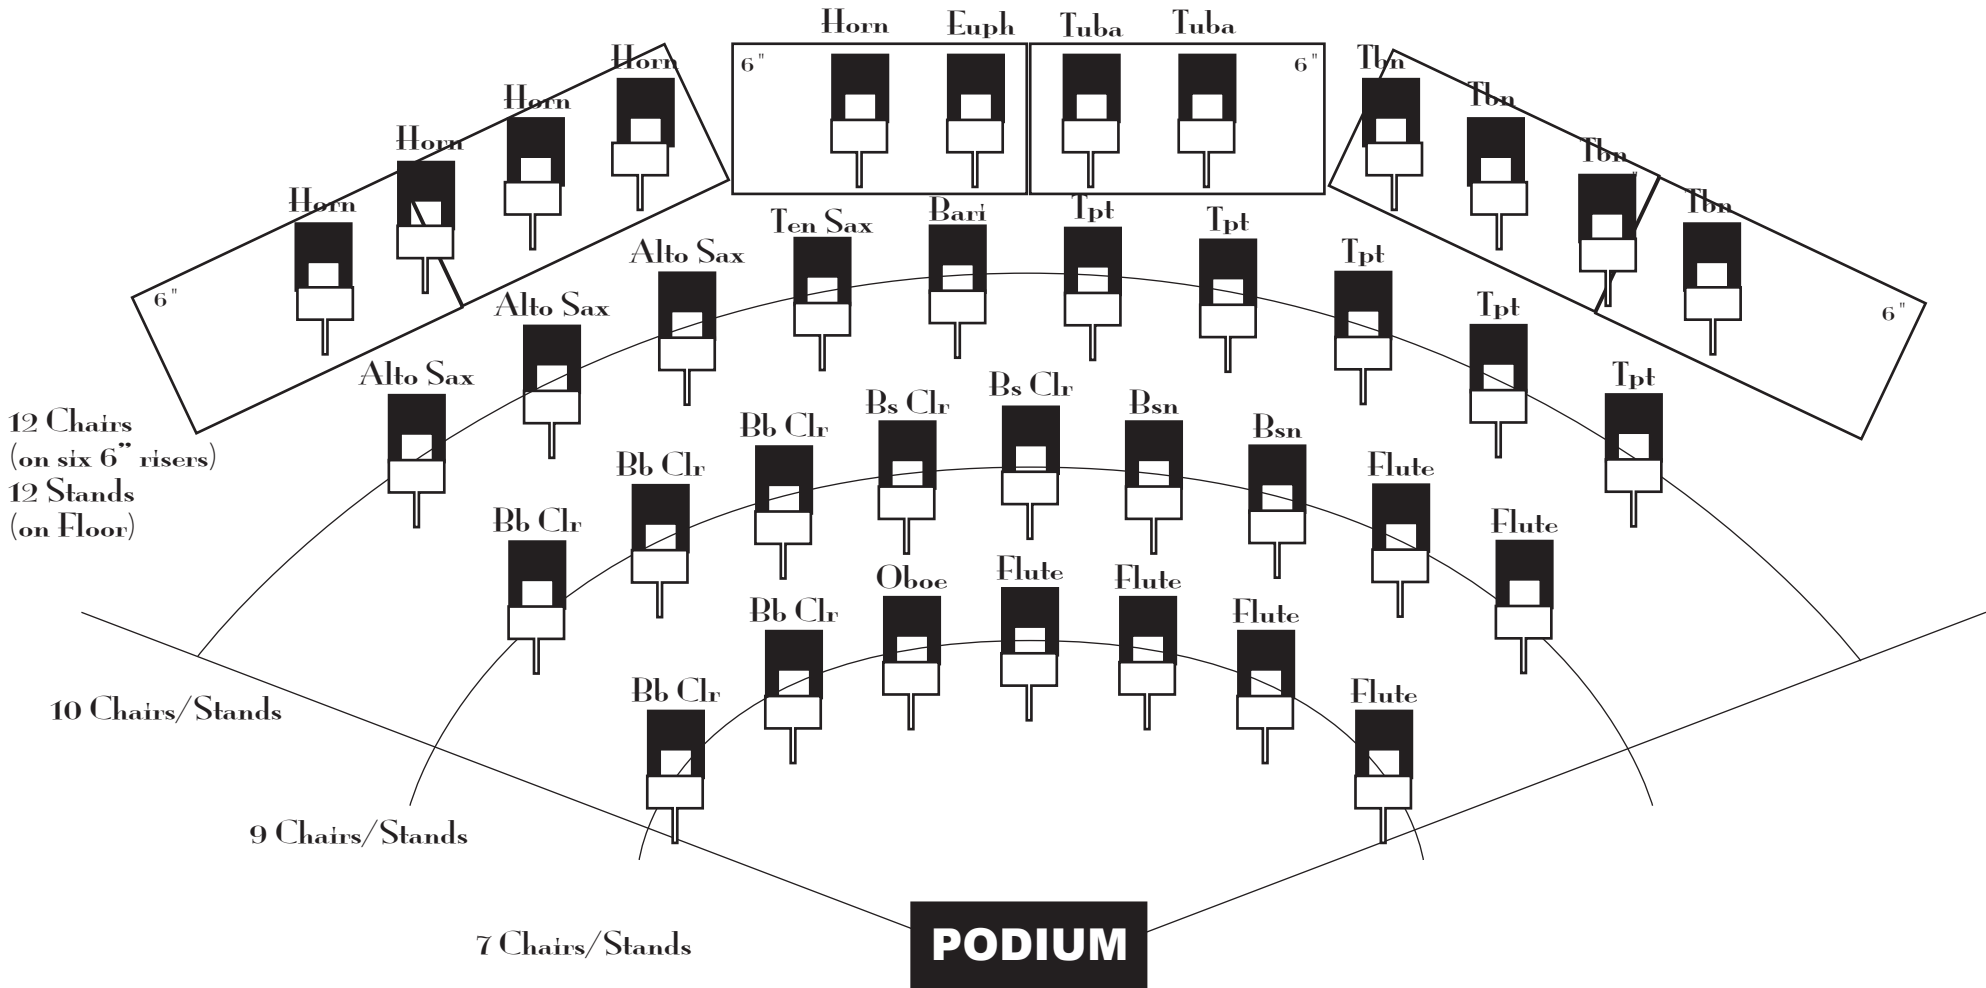 Horn
Euph
Tuba
Tuba
Horn
Horn
Horn
Horn
6"
6"
Tbn
Tbn
Tbn
"
Tbn
6"
6"
Alto Sax
Alto Sax
Alto Sax
Ten Sax
Bari
Tpt
Tpt
Tpt
Tpt
Tpt
12 Chairs
(on six 6” risers)
12 Stands
(on Floor)
Bb Clr
Bb Clr
Bb Clr
Bs Clr
Bs Clr
Bsn
Bsn
Flute
Flute
Bb Clr
Bb Clr
Oboe
Flute
Flute
Flute
Flute
10 Chairs/Stands
9 Chairs/Stands
7 Chairs/Stands
PODIUM